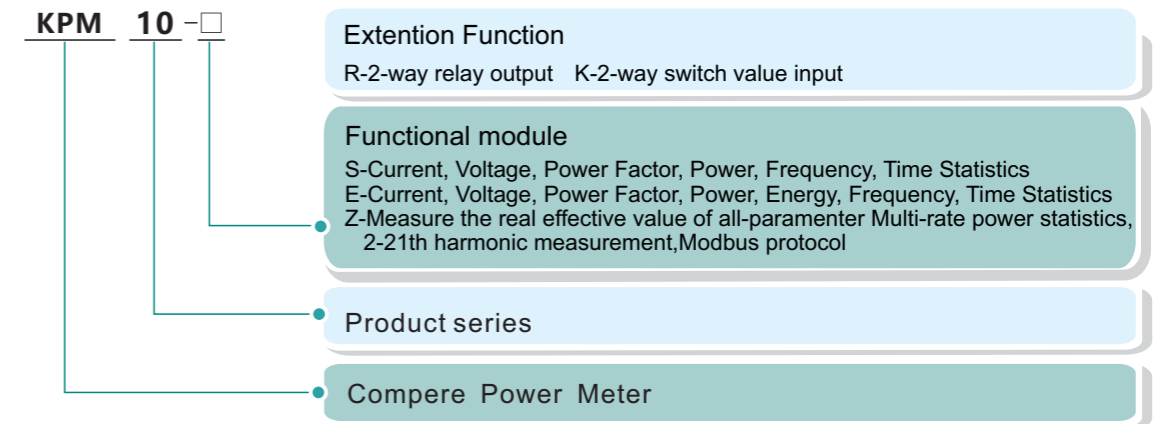 KPM 10 -□
Extention Function
R-2-way relay output K-2-way switch value input
Functional module
S-Current, Voltage, Power Factor, Power, Frequency, Time Statistics
E-Current, Voltage, Power Factor, Power, Energy, Frequency, Time Statistics
Z-Measure the real effective value of all-paramenter Multi-rate power statistics,
2-21th harmonic measurement,Modbus protocol
Product series
Compere Power Meter